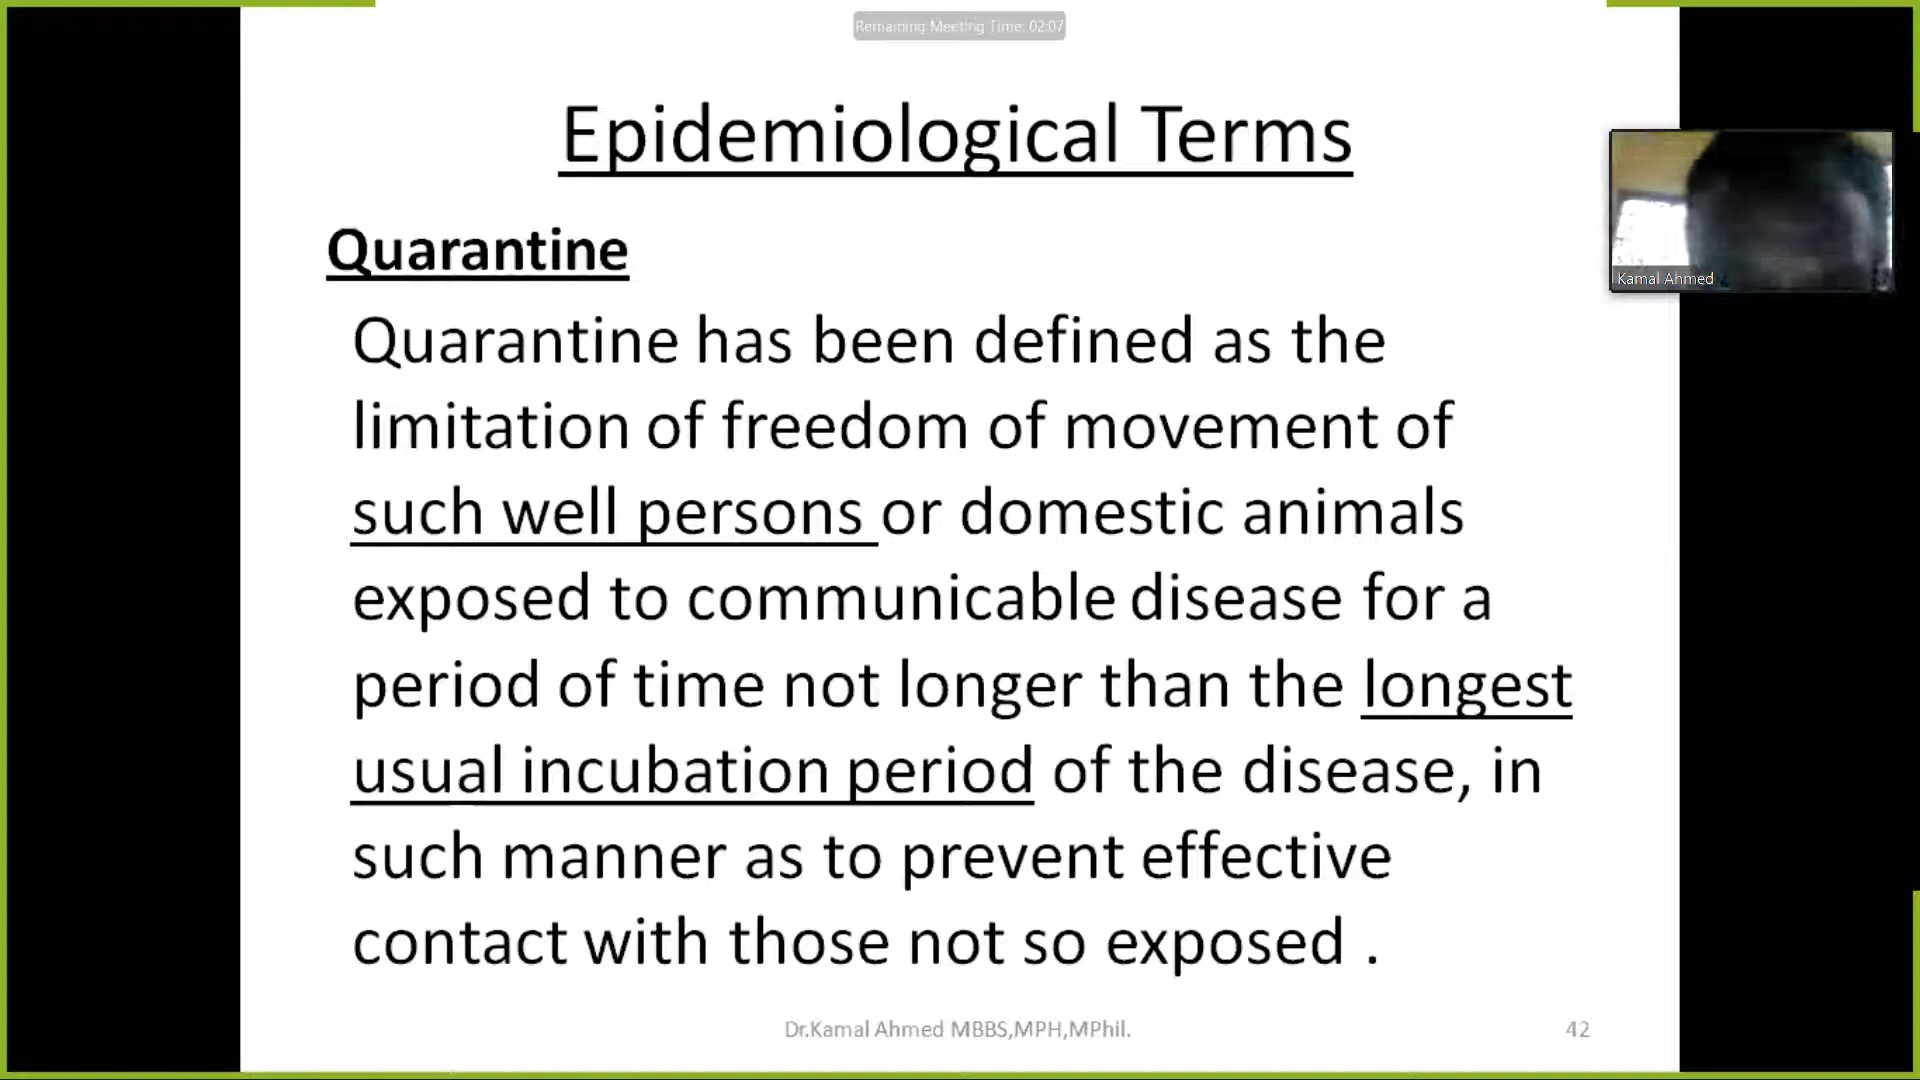 Remaining Meeting Time: 02:07
Epidemiological Terms
Kamal Ahmed
Quarantine
Quarantine has been defined as the
limitation of freedom of movement of
such well persons or domestic animals
exposed to communicable disease for a
period of time not longer than the longest
usual incubation period of the disease, in
such manner as to prevent effective
contact with those not so exposed .
Dr.Kamal Ahmed MBBS,MPH,MPhil.
42